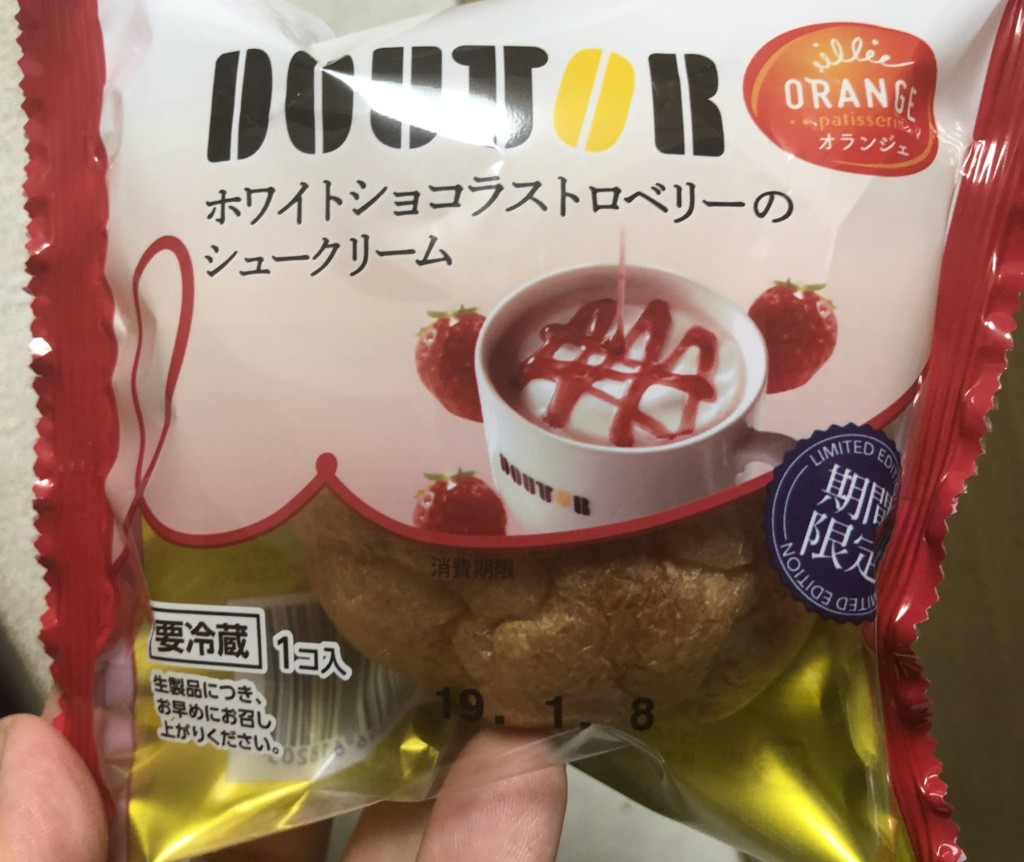 DOUTOR
ORANGE
patisserie
オランジェ
ホワイトショコラストロベリーの
シュークリーム
DOUTOR
LIMITED EDIT
期間
限定
LIMITED EDITION
消費期限
要冷蔵
1コ入
生製品につき、
お早めにお召し
上がりください。
19. 1. 8